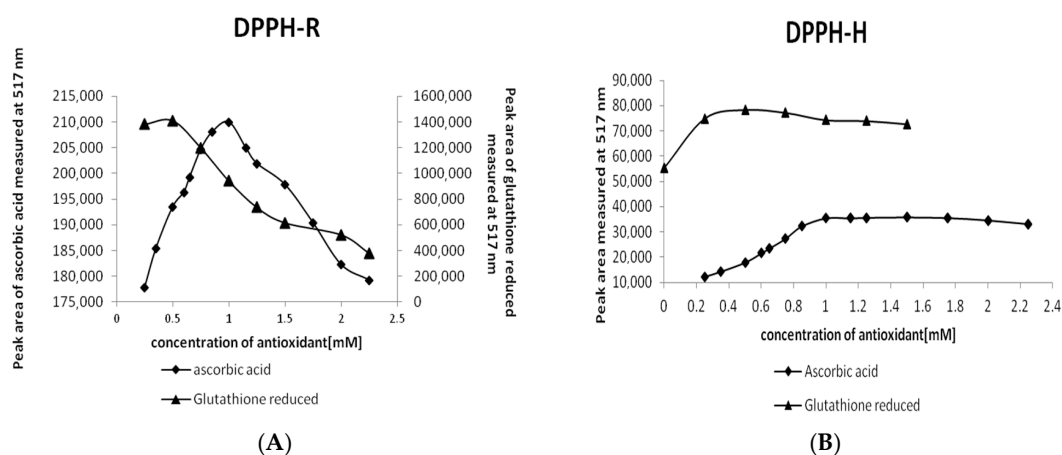 DPPH-R
Peak area of ascorbic acid measured at 517 nm
215,000
210,000
205,000
200,000
195,000
190,000
185,000
180,000
175,000
1600,000
1400,000
1200,000
1000,000
800,000
600,000
400,000
200,000
0
Peak area of glutathione reduced
measured at 517 nm
0 0.5 1 1.5 2 2.5
concentration of antioxidant[mM]
ascorbic acid
Glutathione reduced
(A)
DPPH-H
Peak area measured at 517 nm
90,000
80,000
70,000
60,000
50,000
40,000
30,000
20,000
10,000
0 0.2 0.4 0.6 0.8 1 1.2 1.4 1.6 1.8 2 2.2 2.4
concentration of antioxidant[mM]
Ascorbic acid
Glutathione reduced
(B)